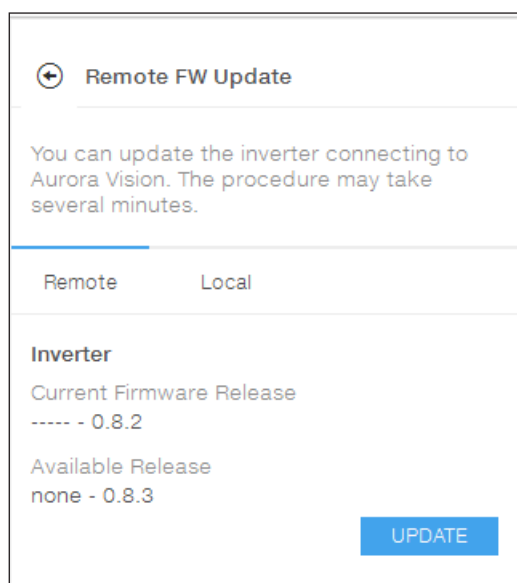 Remote FW Update
You can update the inverter connecting to
Aurora Vision. The procedure may take
several minutes.
Remote Local
Inverter
Current Firmware Release
----- - 0.8.2
Available Release
none - 0.8.3
UPDATE